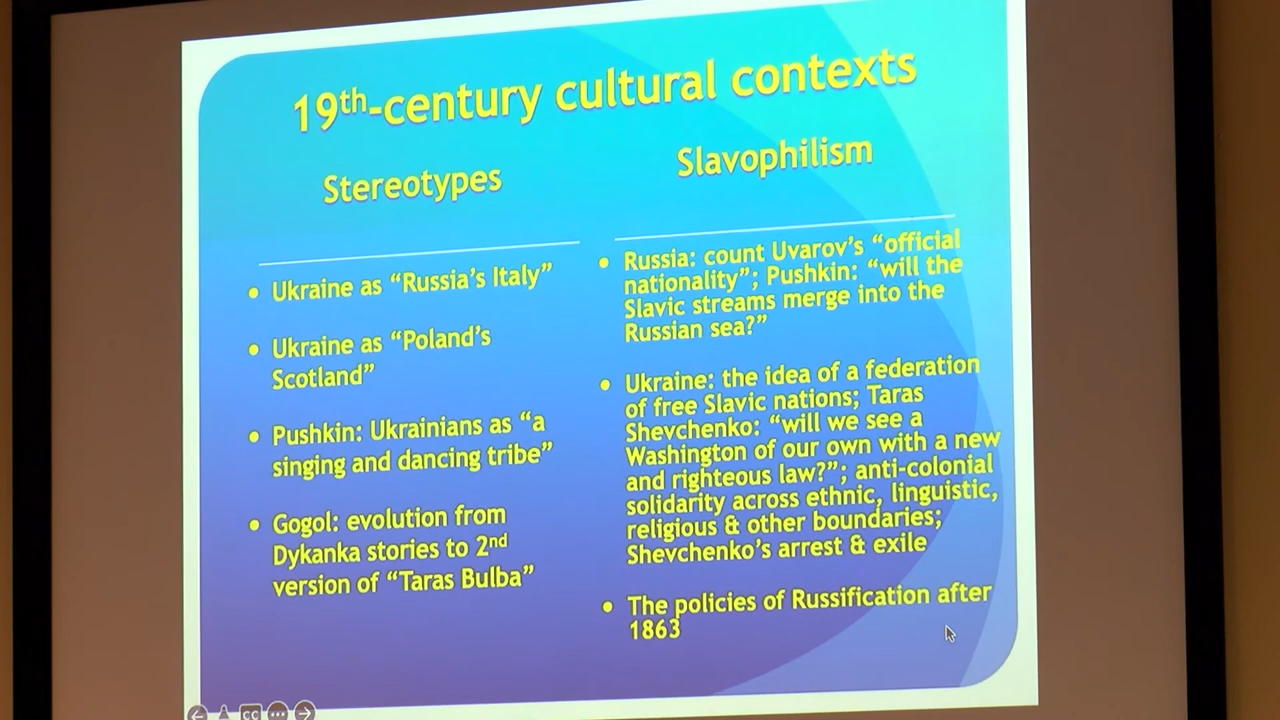 19th-century cultural contexts
Stereotypes
Ukraine as “Russia’s Italy”
Ukraine as “Poland’s
Scotland”
Pushkin: Ukrainians as “a
singing and dancing tribe”
Gogol: evolution from
Dykanka stories to 2nd
version of “Taras Bulba”
Slavophilism
Russia: count Uvarov’s “official
nationality”; Pushkin: “will the
Slavic streams merge into the
Russian sea?”
Ukraine: the idea of a federation
of free Slavic nations; Taras
Shevchenko: “will we see a
Washington of our own with a new
and righteous law?”; anti-colonial
solidarity across ethnic, linguistic,
religious & other boundaries;
Shevchenko’s arrest & exile
The policies of Russification after
1863
CC